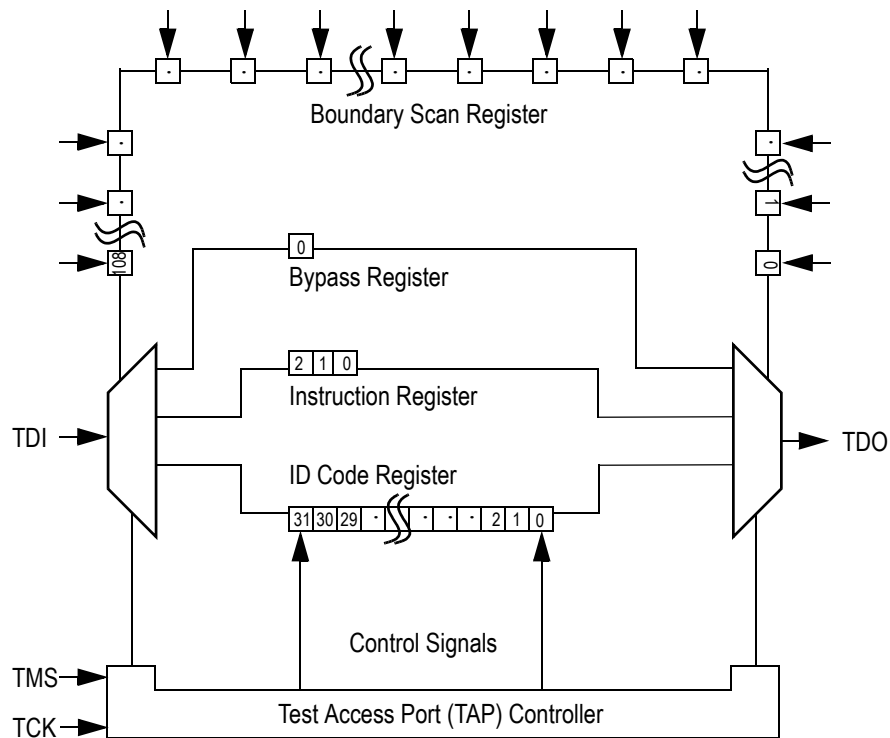 · · · · · · · ·
Boundary Scan Register
· ·
· 1
108 0
0
Bypass Register
2 1 0
Instruction Register
TDI TDO
ID Code Register
31 30 29 · · · · 2 1 0
Control Signals
TMS
Test Access Port (TAP) Controller
TCK